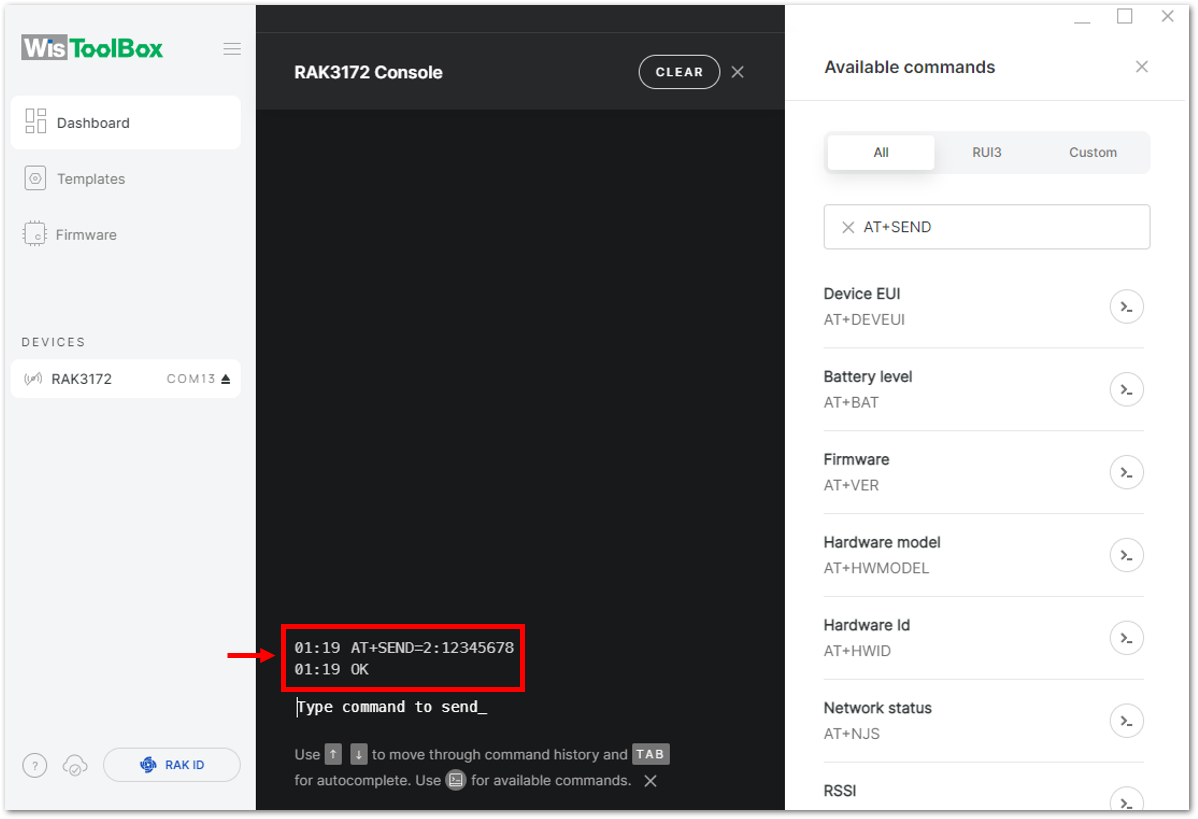 WisToolBox
Dashboard
Templates
Firmware
DEVICES
RAK3172 COM13
?
RAK ID
RAK3172 Console
CLEAR
01:19 AT+SEND=2:12345678
01:19 OK
Type command to send_
Use ↑ ↓ to move through command history and TAB
for autocomplete. Use for available commands.
Available commands
All RUI3 Custom
AT+SEND
Device EUI
AT+DEVEUI
Battery level
AT+BAT
Firmware
AT+VER
Hardware model
AT+HWMODEL
Hardware Id
AT+HWID
Network status
AT+NJS
RSSI